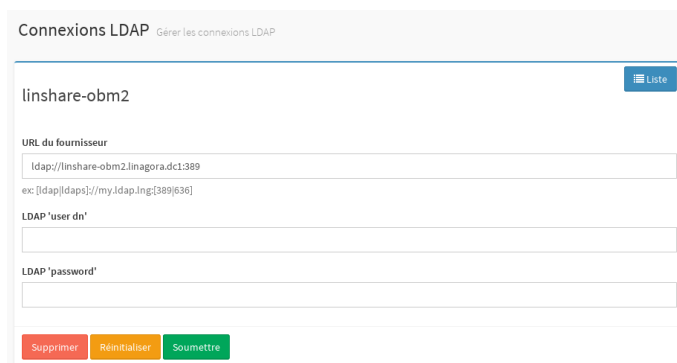 Connexions LDAP Gérer les connexions LDAP
Liste
linshare-obm2
URL du fournisseur
ldap://linshare-obm2.linagora.dc1:389
ex: [ldap|ldaps]://my.ldap.lng:[389|636]
LDAP 'user dn'
LDAP 'password'
Supprimer Réinitialiser Soumettre